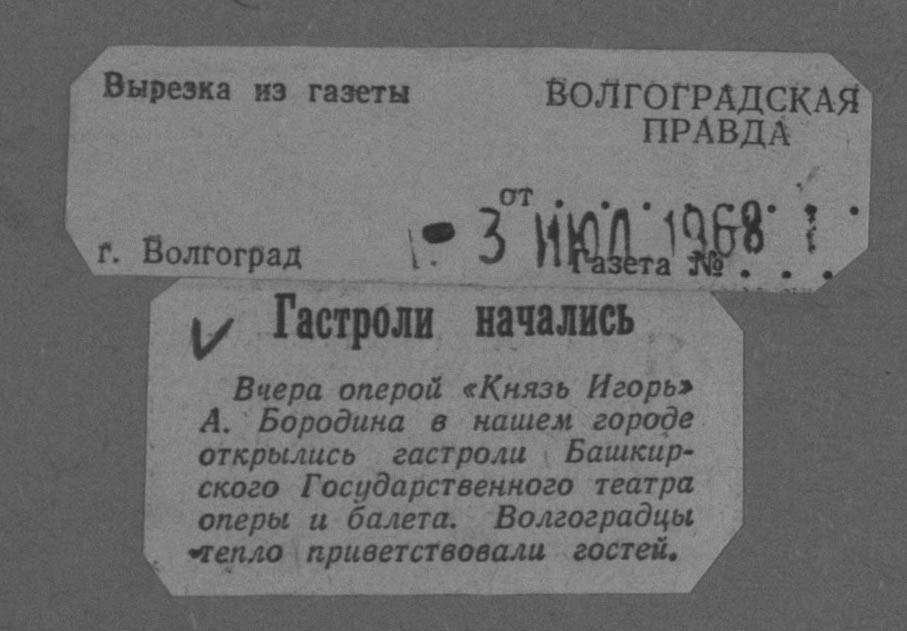 Вырезка из газеты
ВОЛГОГРАДСКАЯ
ПРАВДА
от
- 3 ИЮЛ 1968
г. Волгоград
Газета № . . .
Гастроли начались
Вчера оперой «Князь Игорь»
А. Бородина в нашем городе
открылись гастроли Башкир-
ского Государственного театра
оперы и балета. Волгоградцы
тепло приветствовали гостей.